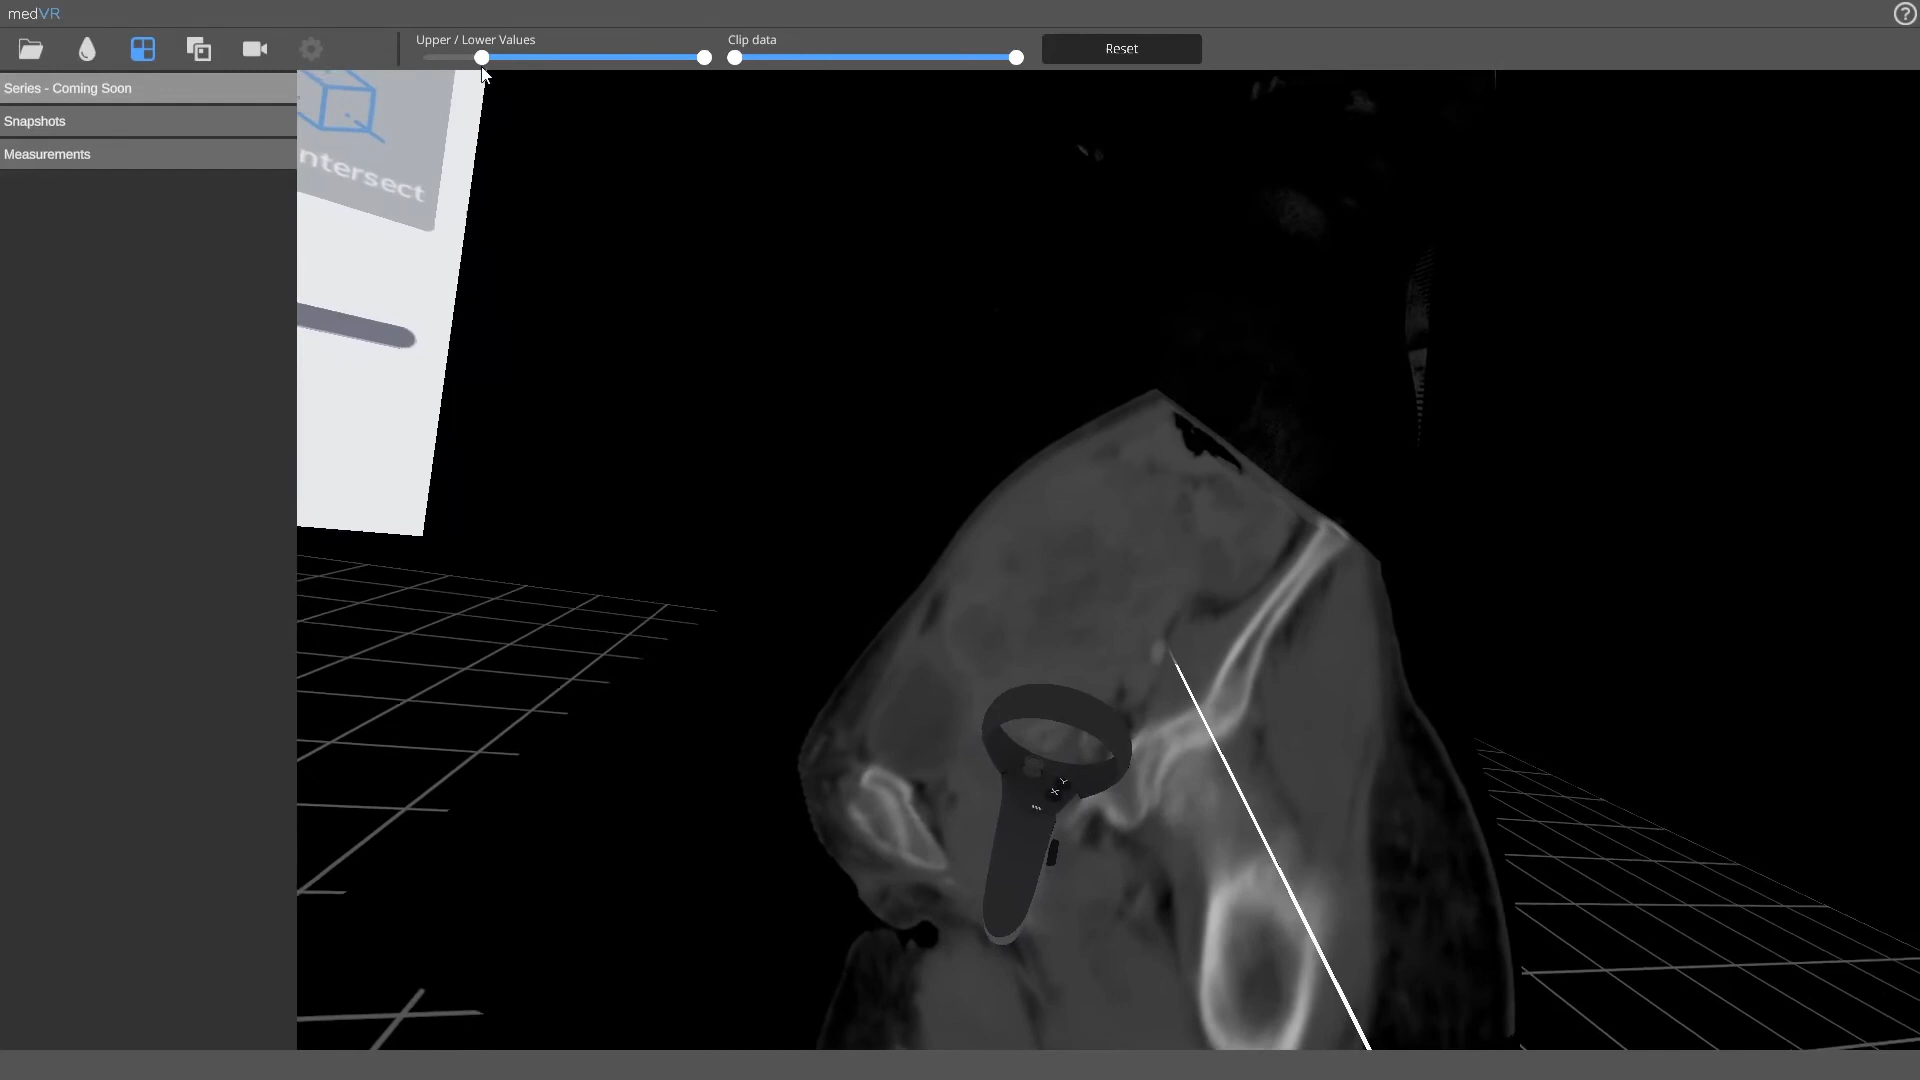 medVR
Upper / Lower Values
Clip data
Reset
Series - Coming Soon
Snapshots
Measurements
ntersect
Y
X